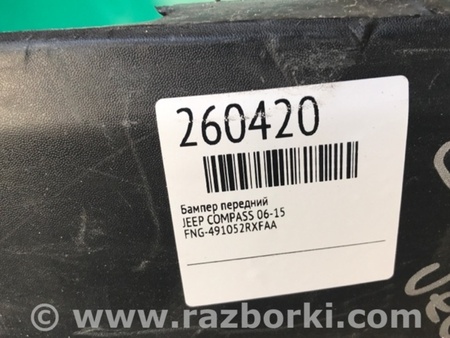 260420
Бампер передний
JEEP COMPASS 06-15
FNG-491052RXFAA
www.razborki.com